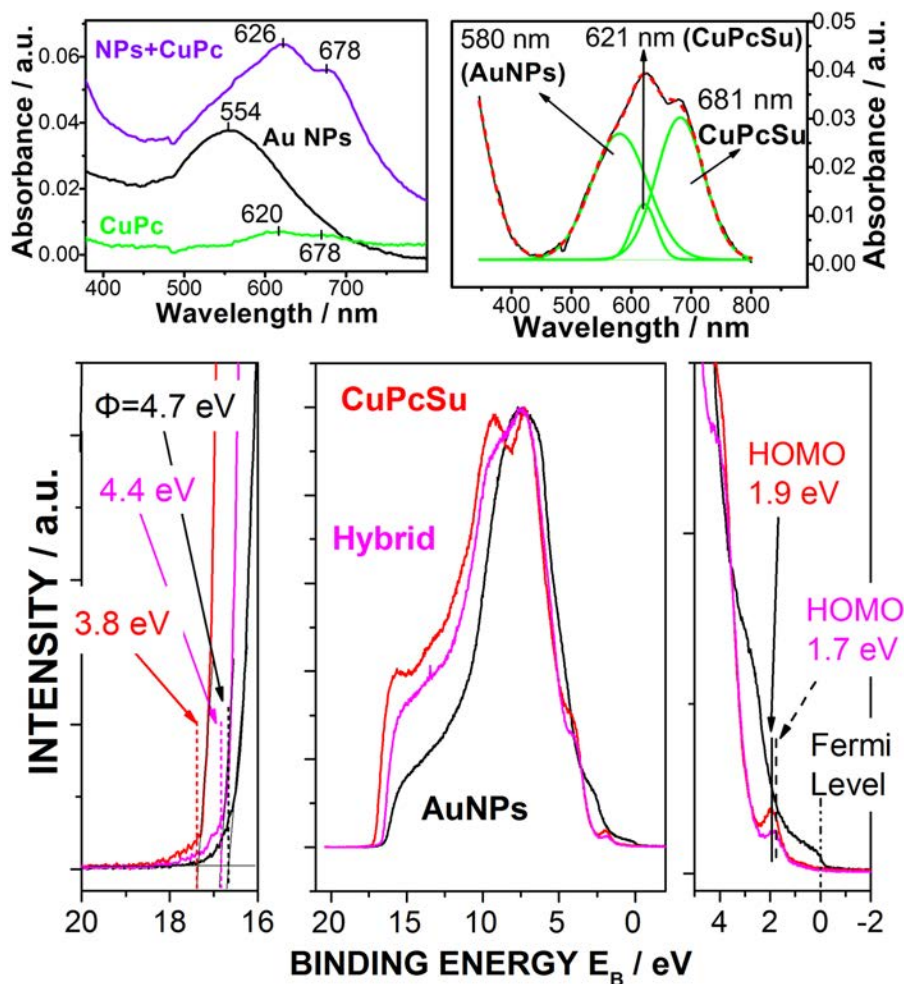 0.06
0.04
0.02
0.00
Absorbance / a.u.
NPs+CuPc
626
678
554
Au NPs
CuPc
620
678
400
500
600
700
Wavelength / nm
580 nm
(AuNPs)
621 nm (CuPcSu)
681 nm
CuPcSu
0.05
0.04
0.03
0.02
0.01
0.00
Absorbance / a.u.
400
500
600
700
800
Wavelength / nm
INTENSITY / a.u.
Φ=4.7 eV
4.4 eV
3.8 eV
20
18
16
CuPcSu
Hybrid
AuNPs
20
15
10
5
0
HOMO
1.9 eV
HOMO
1.7 eV
Fermi
Level
4
2
0
-2
BINDING ENERGY E_B / eV